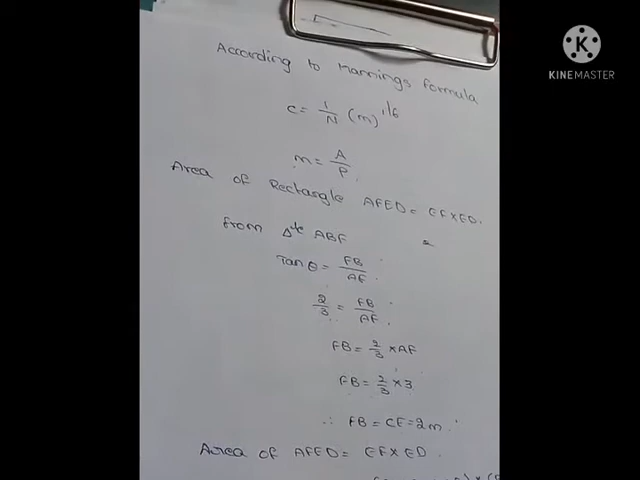 According to Mannings formula
C = 1/N (m)^1/6
m = A/P.
Area of Rectasgle AFED = EF×ED.
from Δle ABF
Tan θ = FB/AF
2/3 = FB/AF
FB = 2/3 × AF
FB = 2/3 × 3
∴ FB = CE = 2m.
Area of AFED = EF×ED.
K
KINEMASTER